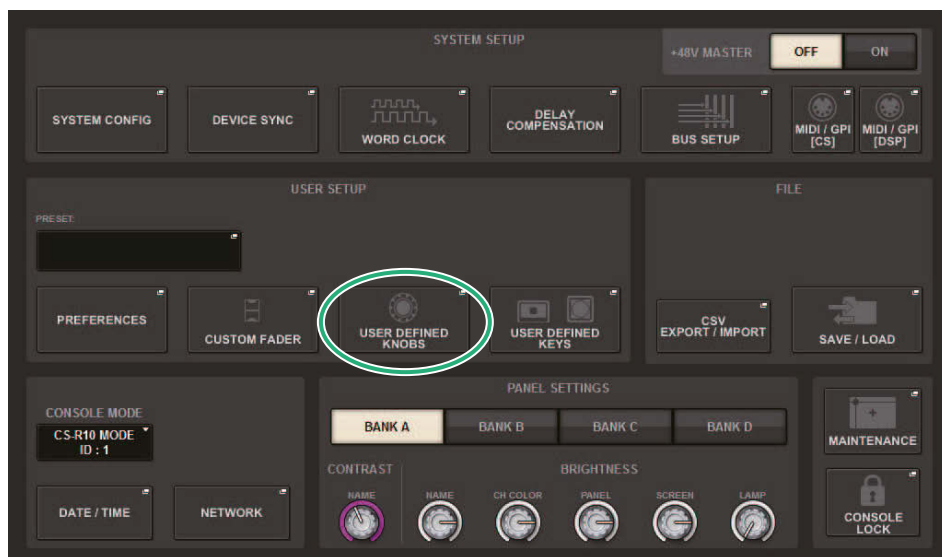 SYSTEM SETUP
+48V MASTER
OFF
ON
SYSTEM CONFIG
DEVICE SYNC
WORD CLOCK
DELAY
COMPENSATION
BUS SETUP
MIDI / GPI
[CS]
MIDI / GPI
[DSP]
USER SETUP
FILE
PRESET:
PREFERENCES
CUSTOM FADER
USER DEFINED
KNOBS
USER DEFINED
KEYS
CSV
EXPORT / IMPORT
SAVE / LOAD
CONSOLE MODE
CS-R10 MODE
ID : 1
DATE / TIME
NETWORK
PANEL SETTINGS
BANK A
BANK B
BANK C
BANK D
CONTRAST
BRIGHTNESS
NAME
NAME
CH COLOR
PANEL
SCREEN
LAMP
MAINTENANCE
CONSOLE
LOCK